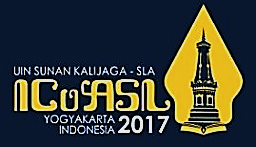 UIN SUNAN KALIJAGA - SLA
ICoASL
YOGYAKARTA
INDONESIA 2017